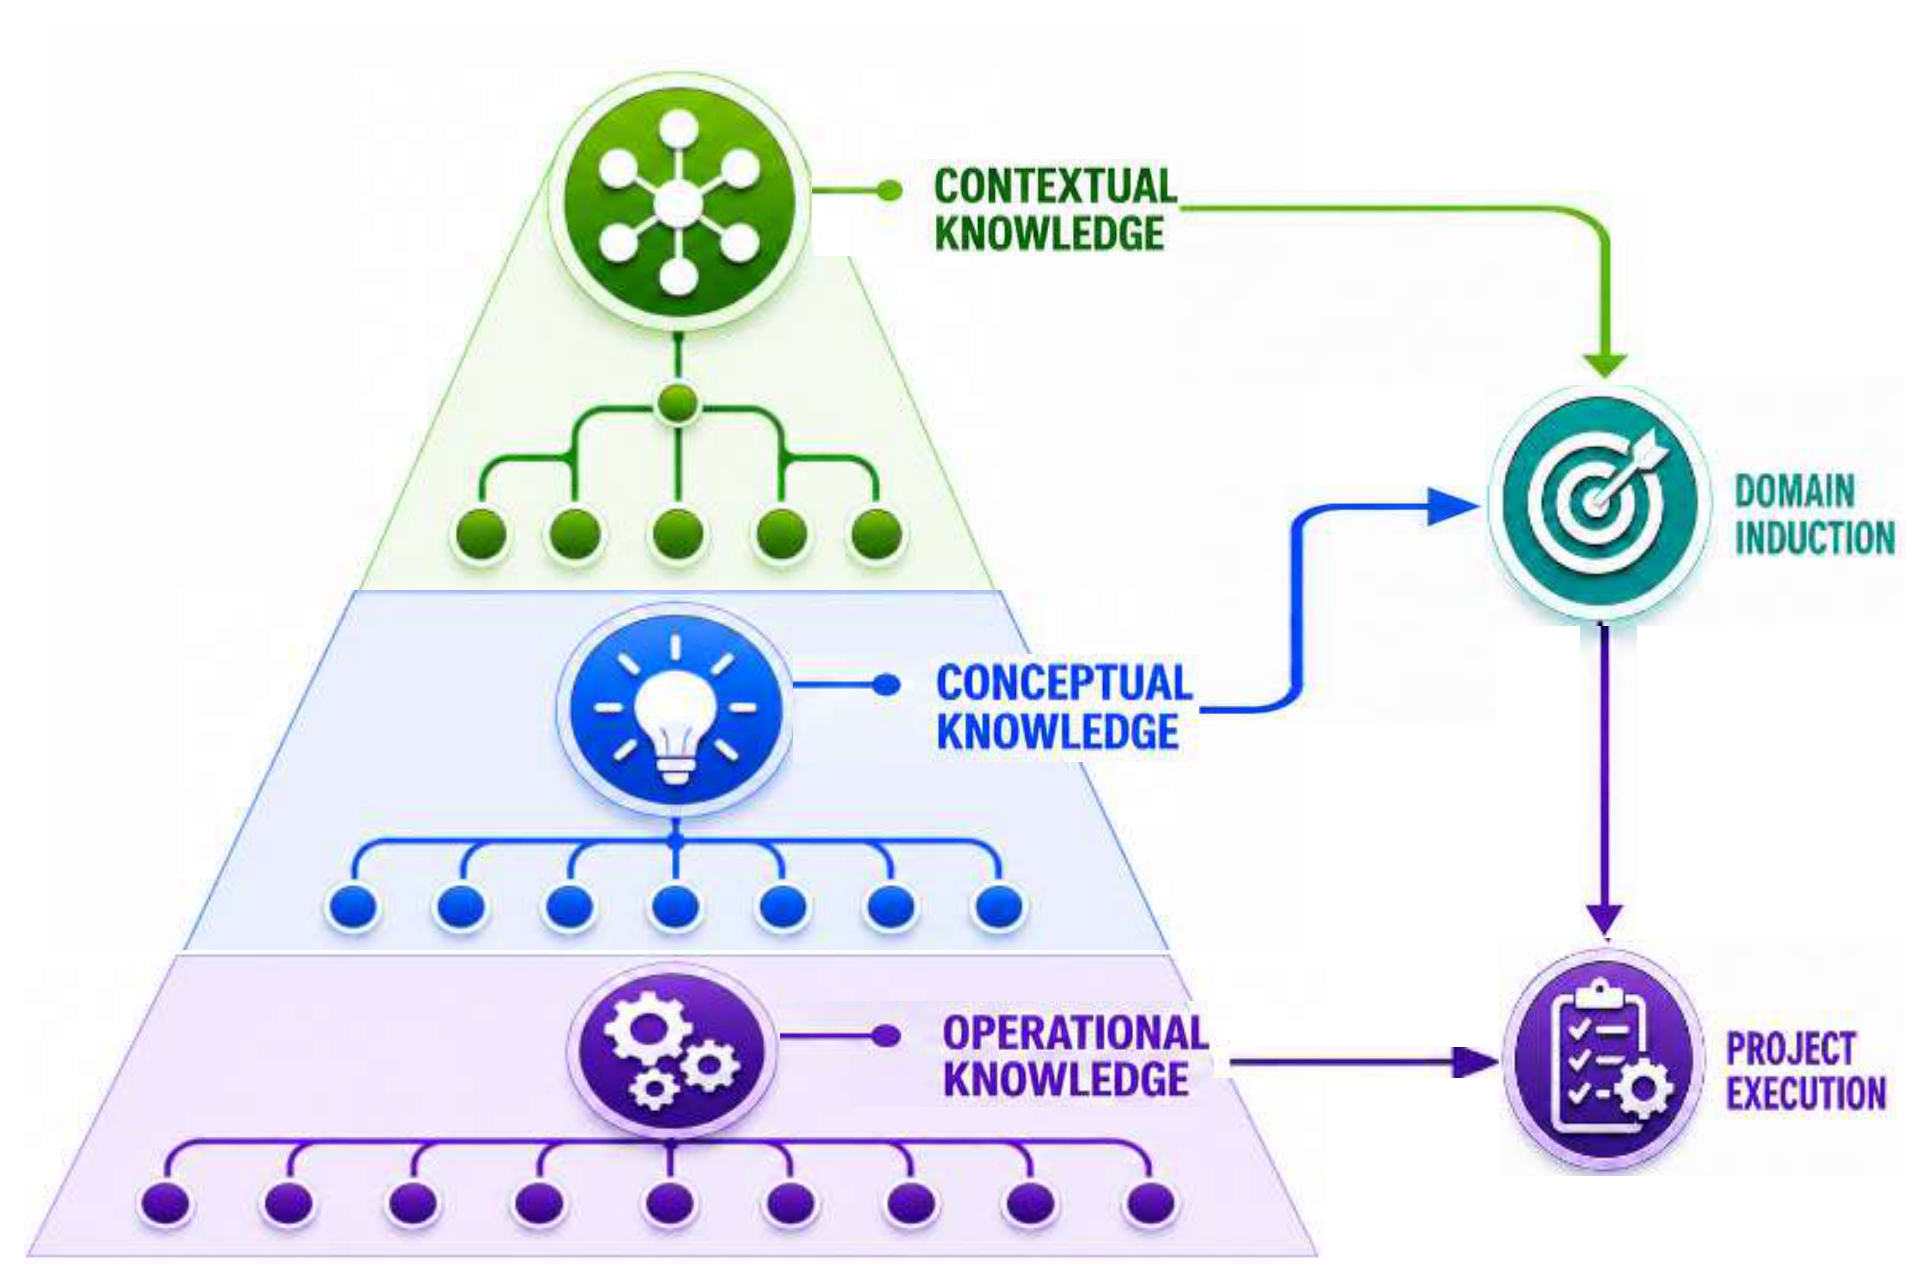 CONTEXTUAL
KNOWLEDGE
DOMAIN
INDUCTION
CONCEPTUAL
KNOWLEDGE
OPERATIONAL
KNOWLEDGE
PROJECT
EXECUTION